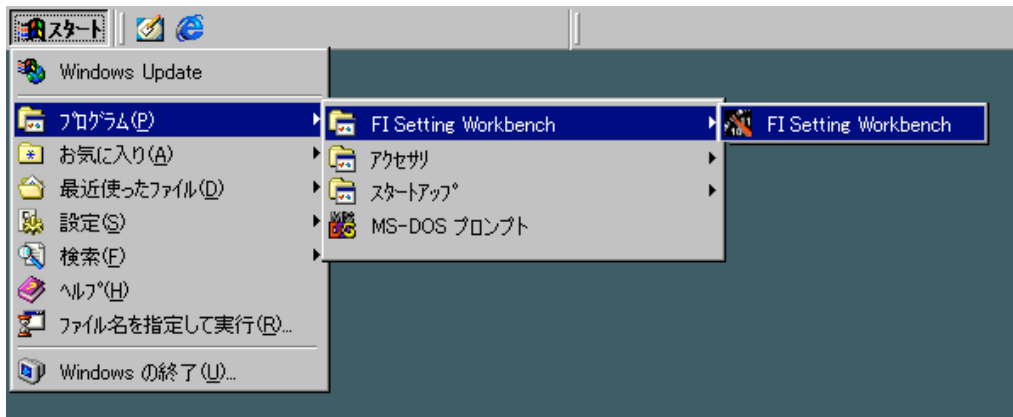 スタート
Windows Update
プログラム(P)
FI Setting Workbench
FI Setting Workbench
お気に入り(A)
アクセサリ
最近使ったファイル(D)
スタートアップ
設定(S)
MS-DOS プロンプト
検索(F)
ヘルプ(H)
ファイル名を指定して実行(R)...
Windows の終了(U)...